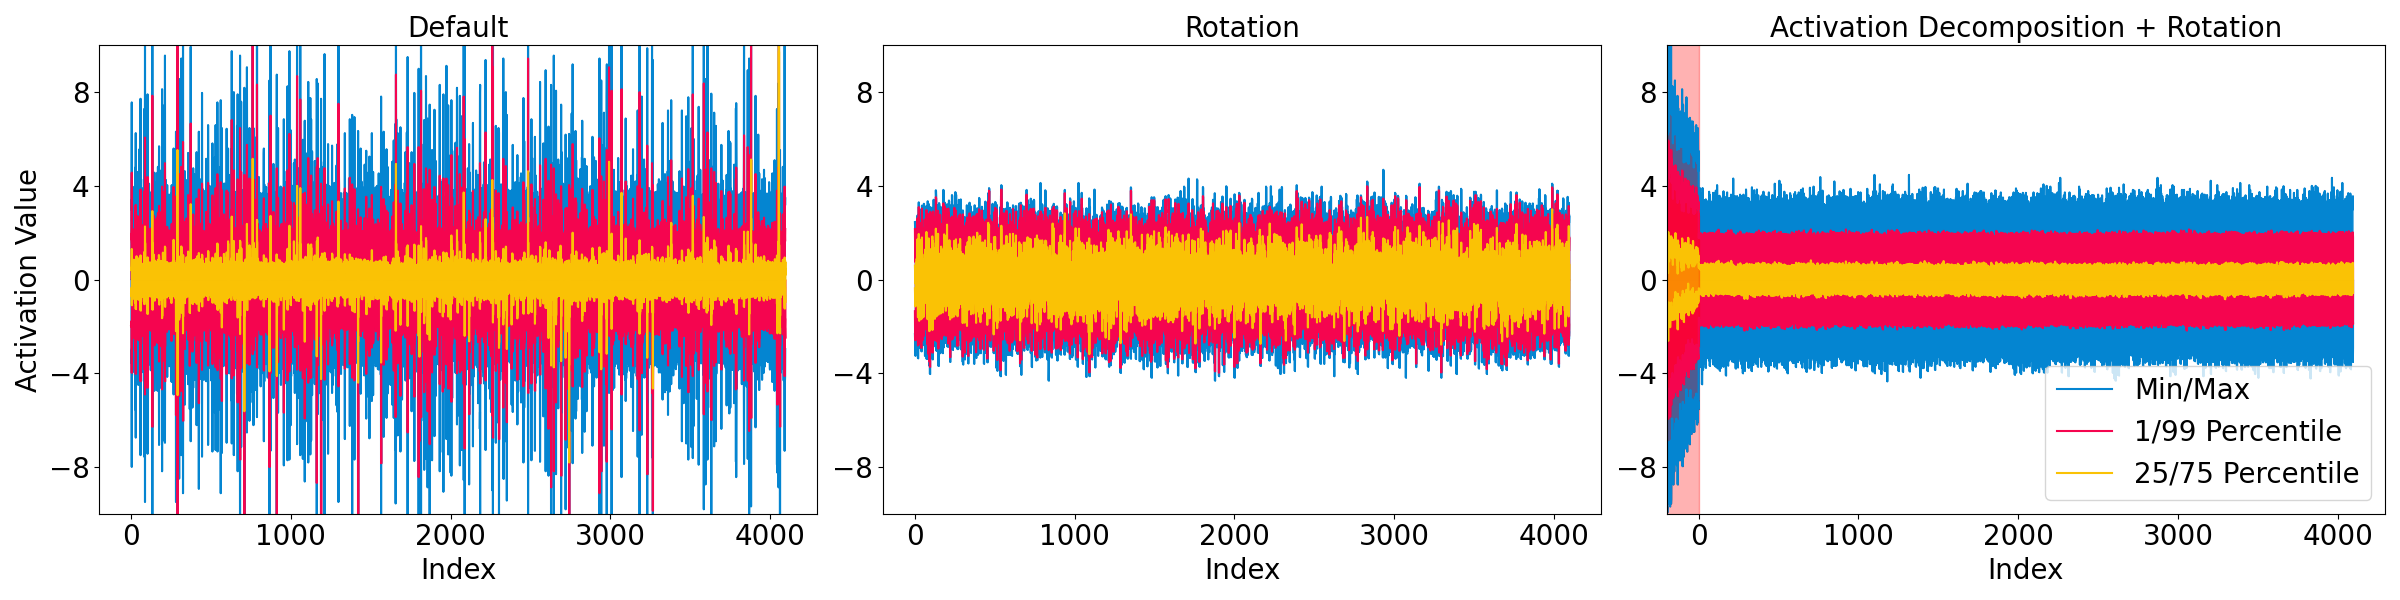 Default
Activation Value
8
4
0
−4
−8
0 1000 2000 3000 4000
Index
Rotation
8
4
0
−4
−8
0 1000 2000 3000 4000
Index
Activation Decomposition + Rotation
8
4
0
−4
−8
Min/Max
1/99 Percentile
25/75 Percentile
0 1000 2000 3000 4000
Index